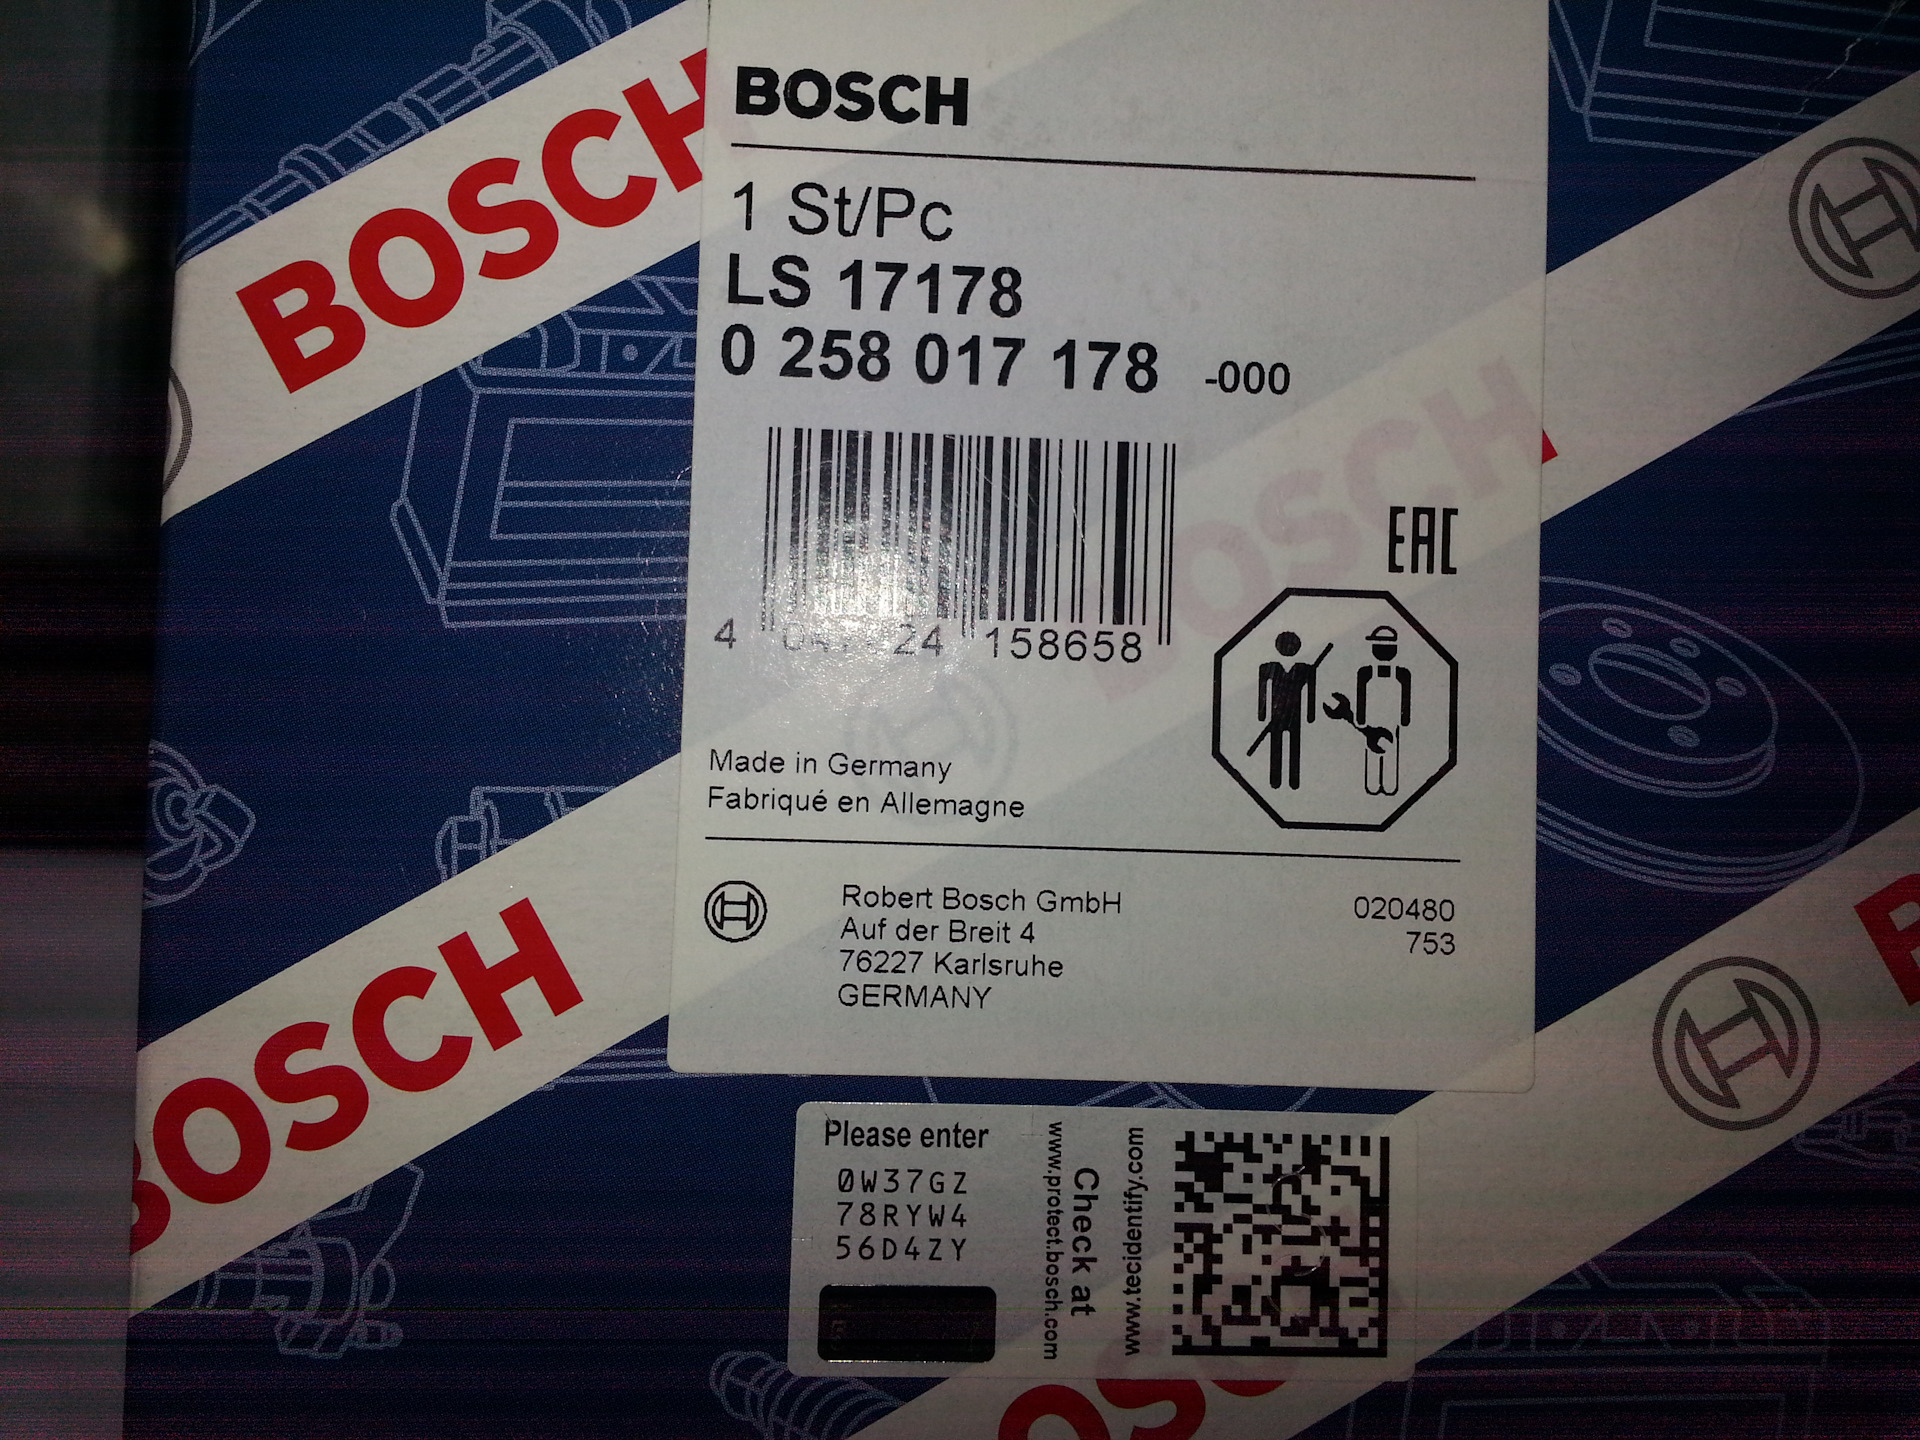 BOSCH
BOSCH
1 St/Pc
LS 17178
0 258 017 178 -000
BOSCH
EAC
4 24 158658
Made in Germany
Fabriqué en Allemagne
Robert Bosch GmbH
Auf der Breit 4
76227 Karlsruhe
GERMANY
020480
753
BOSCH
Please enter
0W37GZ
78RYW4
56D4ZY
www.protect.bosch.com
Check at
www.tecidentify.com